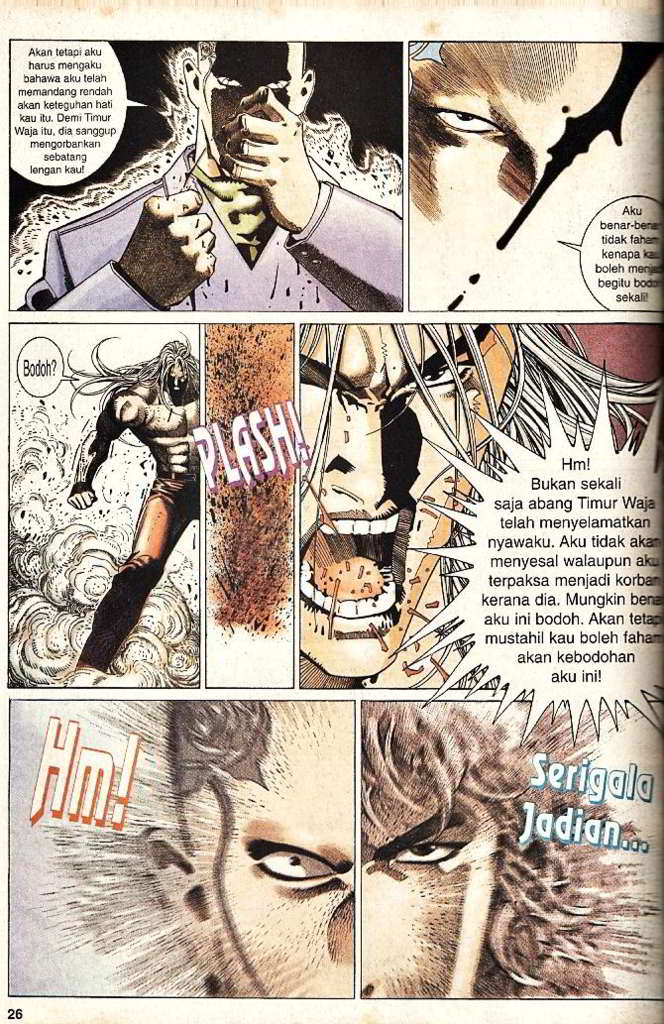 Akan tetapi aku
harus mengaku
bahawa aku telah
memandang rendah
akan keteguhan hati
kau itu. Demi Timur
Waja, dia sanggup
mengorbankan
sebatang
lengan kau!
Aku
benar-benar
tidak faham
kenapa kau
boleh menjadi
begitu bodoh
sekali!
Bodoh?
PLASH!
Hm!
Bukan sekali
saja abang Timur Waja
telah menyelamatkan
nyawaku. Aku tidak akan
menyesal walaupun aku
terpaksa menjadi korban
kerana dia. Mungkin benar
aku ini bodoh. Akan tetapi
mustahil kau boleh faham
akan kebodohan
aku ini!
Hm!
Serigala
Jadian...
26